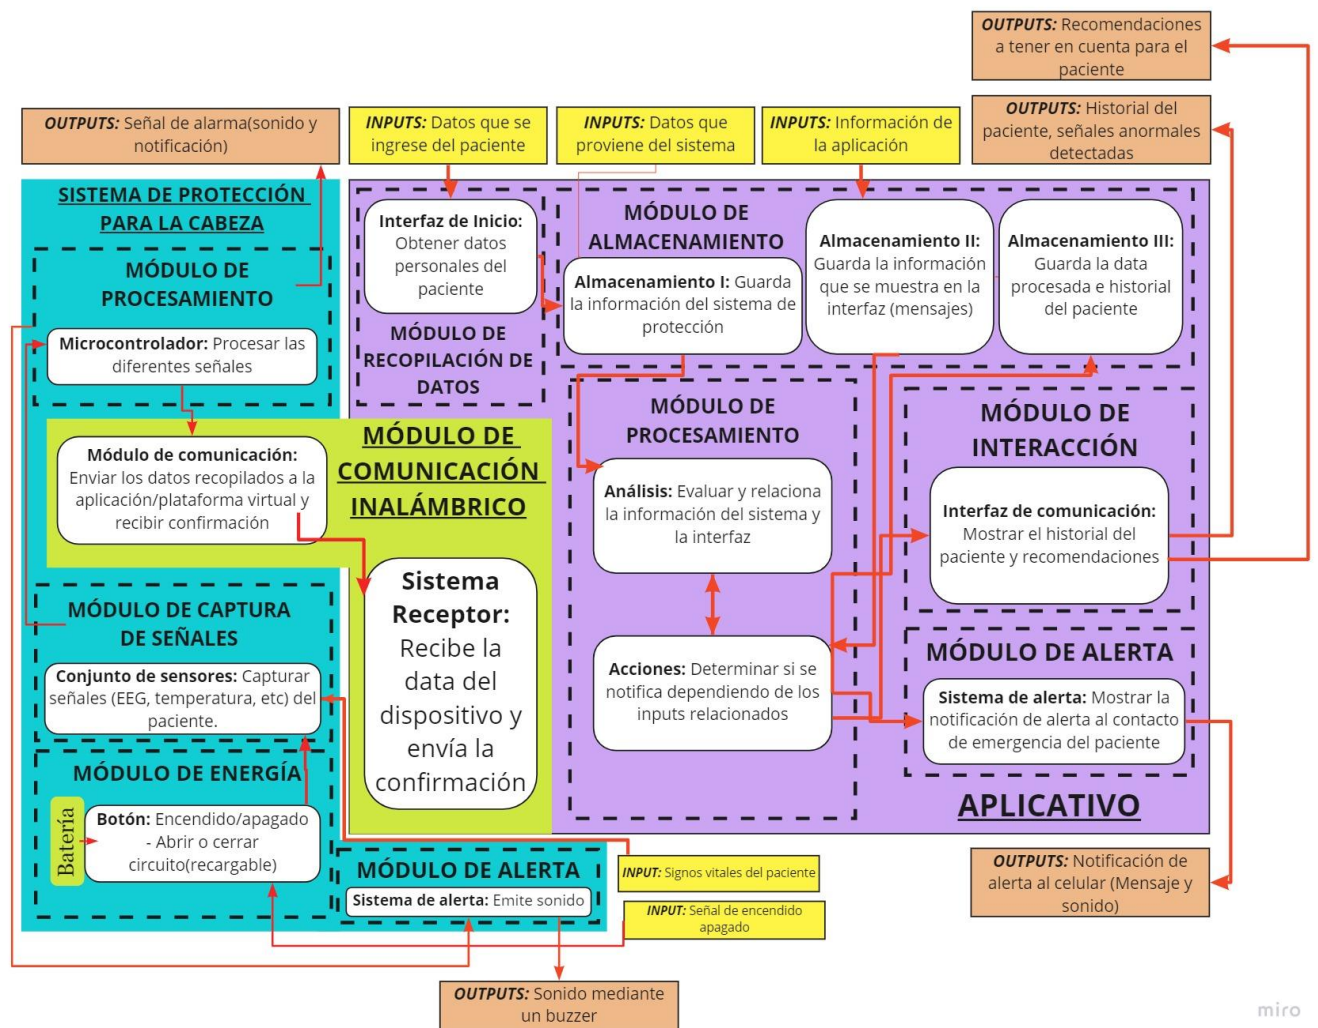 OUTPUTS: Recomendaciones
a tener en cuenta para el
paciente
OUTPUTS: Señal de alarma(sonido y
notificación)
INPUTS: Datos que se
ingrese del paciente
INPUTS: Datos que
proviene del sistema
INPUTS: Información de
la aplicación
OUTPUTS: Historial del
paciente, señales anormales
detectadas
SISTEMA DE PROTECCIÓN
PARA LA CABEZA
MÓDULO DE
PROCESAMIENTO
Microcontrolador: Procesar las
diferentes señales
Interfaz de Inicio:
Obtener datos
personales del
paciente
MÓDULO DE
RECOPILACIÓN DE
DATOS
MÓDULO DE
ALMACENAMIENTO
Almacenamiento I: Guarda
la información del sistema de
protección
Almacenamiento II:
Guarda la información
que se muestra en la
interfaz (mensajes)
Almacenamiento III:
Guarda la data
procesada e historial
del paciente
Módulo de comunicación:
Enviar los datos recopilados a la
aplicación/plataforma virtual y
recibir confirmación
MÓDULO DE
COMUNICACIÓN
INALÁMBRICO
Sistema
Receptor:
Recibe la
data del
dispositivo y
envía la
confirmación
MÓDULO DE
PROCESAMIENTO
Análisis: Evaluar y relaciona
la información del sistema y
la interfaz
Acciones: Determinar si se
notifica dependiendo de los
inputs relacionados
MÓDULO DE
INTERACCIÓN
Interfaz de comunicación:
Mostrar el historial del
paciente y recomendaciones
MÓDULO DE ALERTA
Sistema de alerta: Mostrar la
notificación de alerta al contacto
de emergencia del paciente
APLICATIVO
MÓDULO DE CAPTURA
DE SEÑALES
Conjunto de sensores: Capturar
señales (EEG, temperatura, etc) del
paciente.
MÓDULO DE ENERGÍA
Batería
Botón: Encendido/apagado
- Abrir o cerrar
circuito(recargable)
MÓDULO DE ALERTA
Sistema de alerta: Emite sonido
INPUT: Signos vitales del paciente
INPUT: Señal de encendido
apagado
OUTPUTS: Notificación de
alerta al celular (Mensaje y
sonido)
OUTPUTS: Sonido mediante
un buzzer
miro